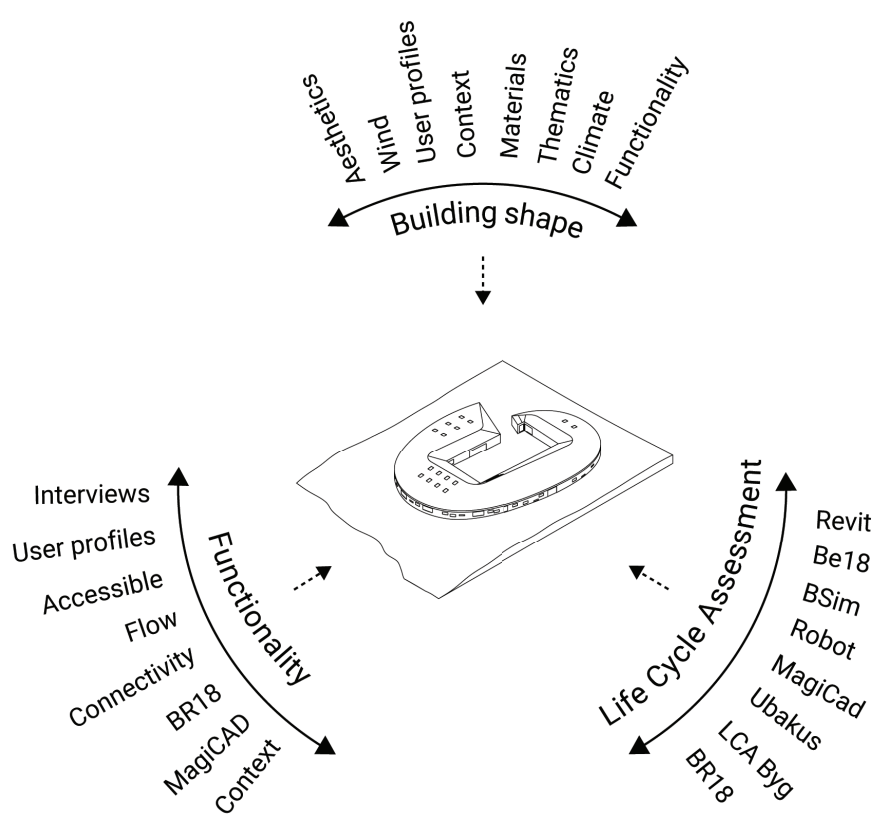 Aesthetics
Wind
User profiles
Context
Materials
Thematics
Climate
Functionality
Building shape
Interviews
User profiles
Accessible
Flow
Connectivity
BR18
MagiCAD
Context
Functionality
Life Cycle Assessment
Revit
Be18
BSim
Robot
MagiCad
Ubakus
LCA Byg
BR18